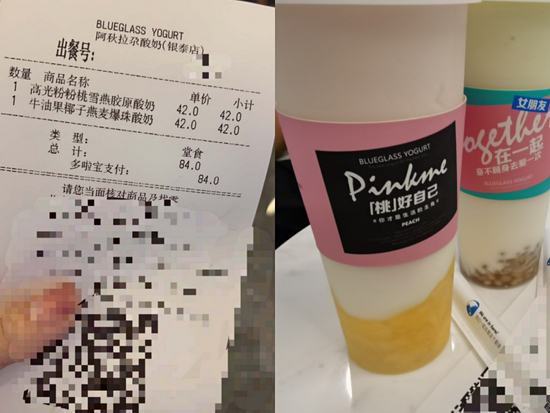 BLUEGLASS YOGURT
阿秋拉尕酸奶(银泰店)
出餐号:
数量 商品名称 单价 小计
1 高光粉粉桃雪燕胶原酸奶
42.0 42.0
1 牛油果椰子燕麦爆珠酸奶
42.0 42.0
类型: 堂食
总计: 84.0
多啦宝支付: 84.0
请您当面核对商品及找零
BLUEGLASS YOGURT
Pinkme
「桃」好自己
PEACH
女朋友
together
在一起
BLUEGLASS YOGURT